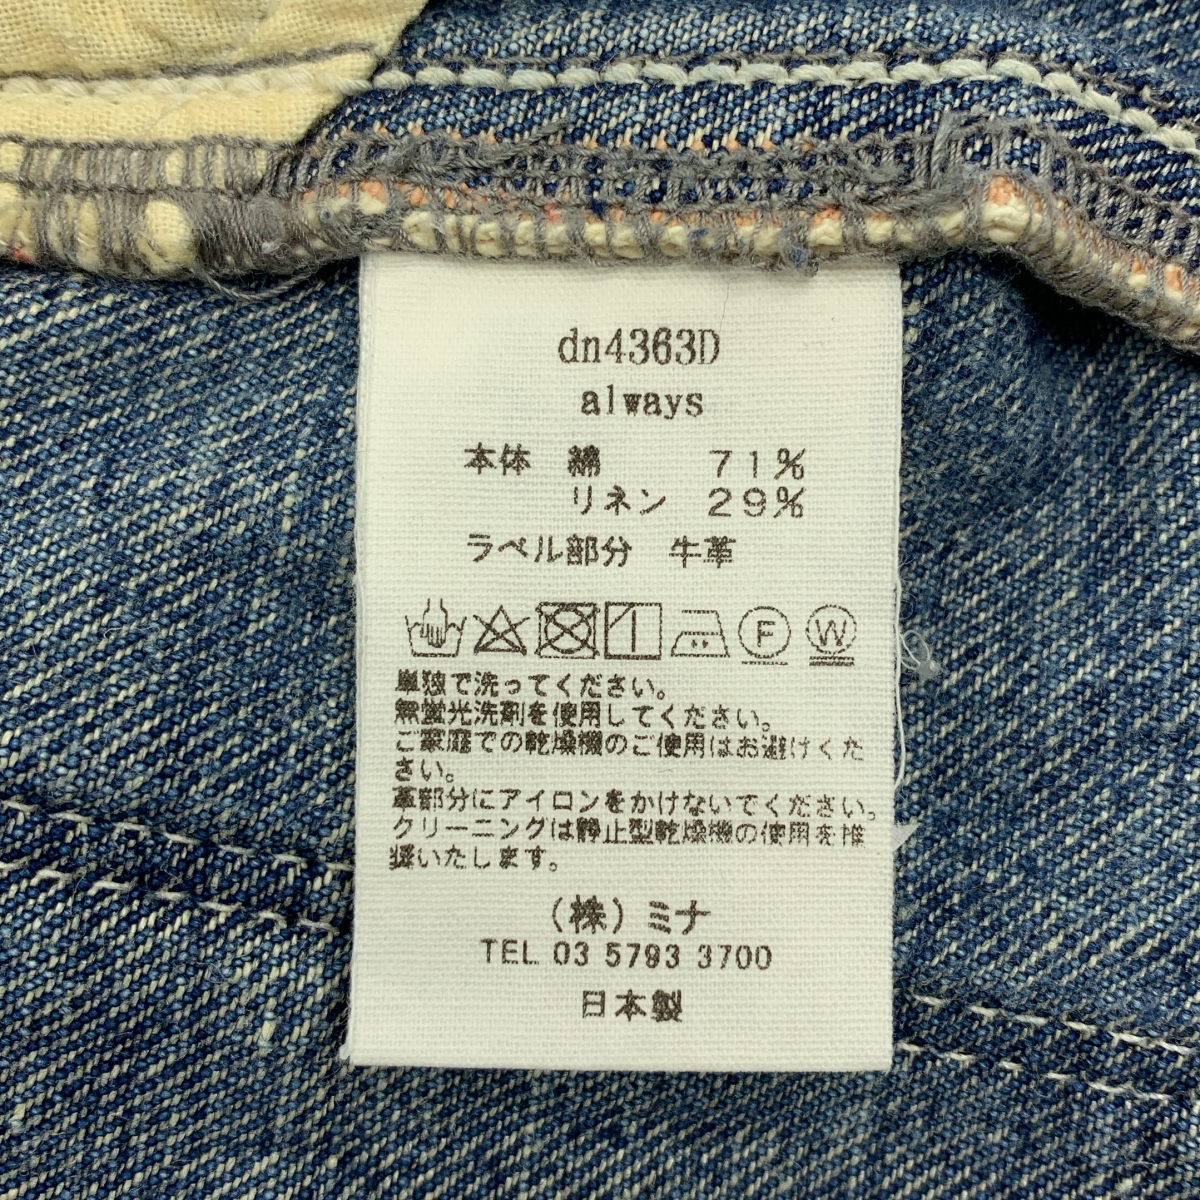 dn4363D
always
本体 綿 71%
リネン 29%
ラベル部分 牛革
F W
単独で洗ってください。
無蛍光洗剤を使用してください。
ご家庭での乾燥機のご使用はお避けくだ
さい。
革部分にアイロンをかけないでください。
クリーニングは静止型乾燥機の使用を推
奨いたします。
（株）ミナ
TEL 03 5793 3700
日本製